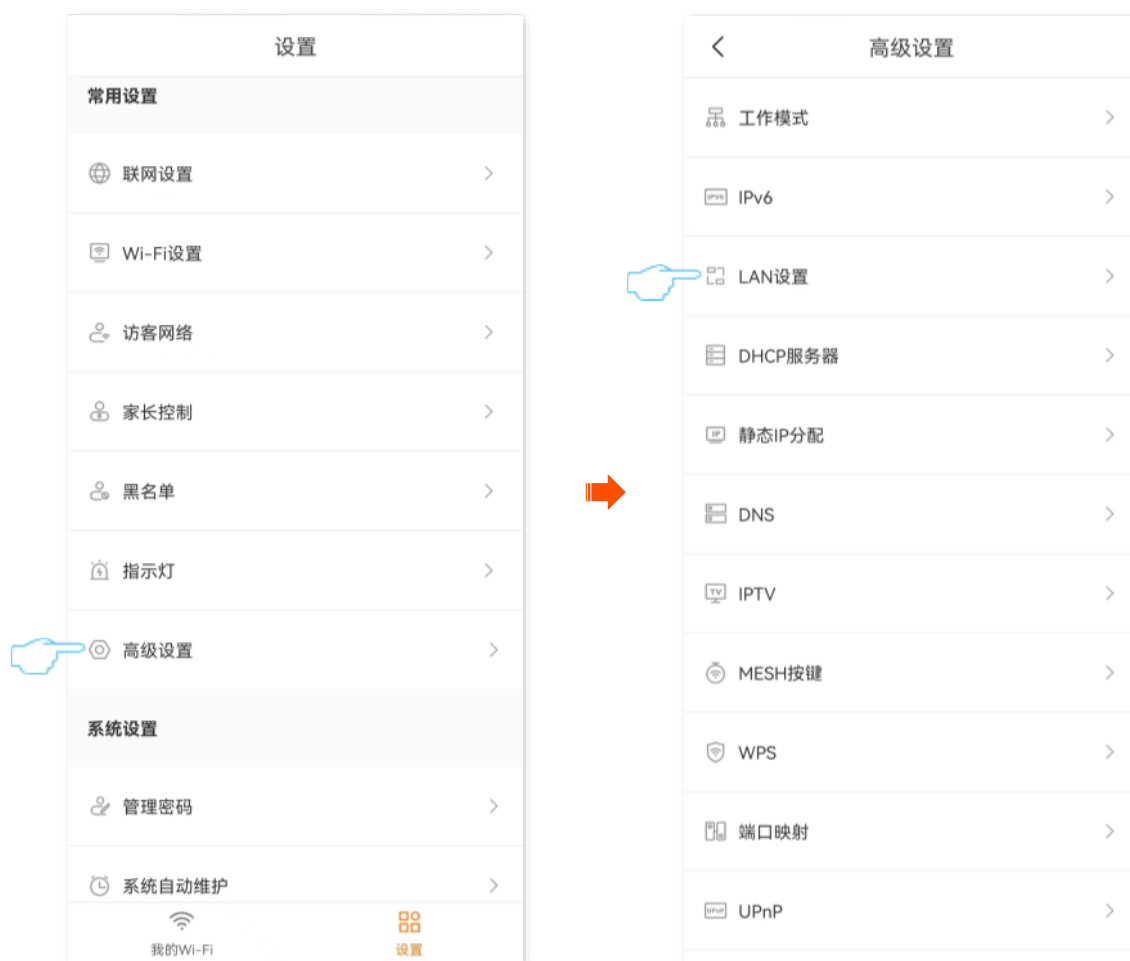 设置
常用设置
联网设置
Wi-Fi设置
访客网络
家长控制
黑名单
指示灯
高级设置
系统设置
管理密码
系统自动维护
我的Wi-Fi
设置
高级设置
工作模式
IPV6
IPv6
LAN设置
DHCP服务器
IP
静态IP分配
DNS
TV
IPTV
MESH按键
WPS
端口映射
UPnP
UPnP